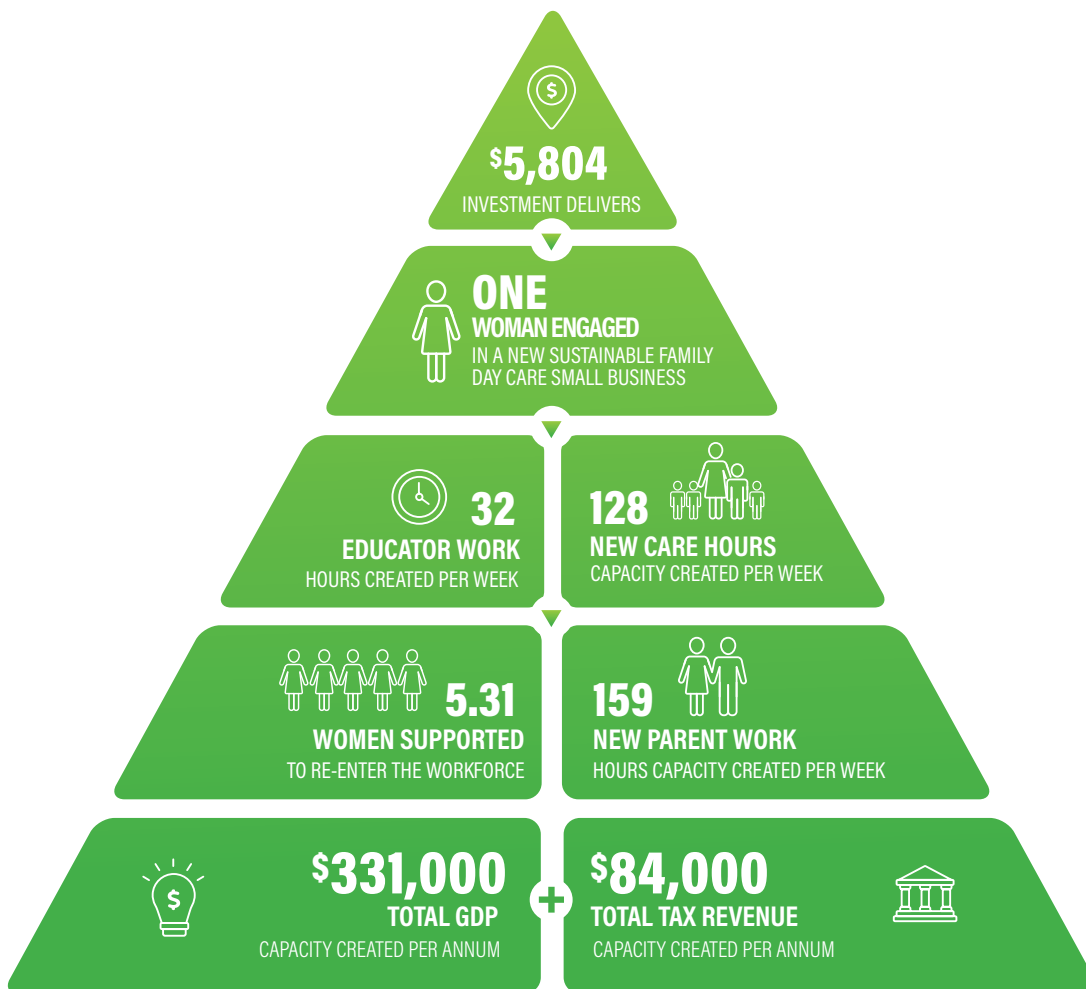 $
$5,804
INVESTMENT DELIVERS
ONE
WOMAN ENGAGED
IN A NEW SUSTAINABLE FAMILY
DAY CARE SMALL BUSINESS
32
EDUCATOR WORK
HOURS CREATED PER WEEK
128
NEW CARE HOURS
CAPACITY CREATED PER WEEK
5.31
WOMEN SUPPORTED
TO RE-ENTER THE WORKFORCE
159
NEW PARENT WORK
HOURS CAPACITY CREATED PER WEEK
$
$331,000
TOTAL GDP
CAPACITY CREATED PER ANNUM
+
$84,000
TOTAL TAX REVENUE
CAPACITY CREATED PER ANNUM